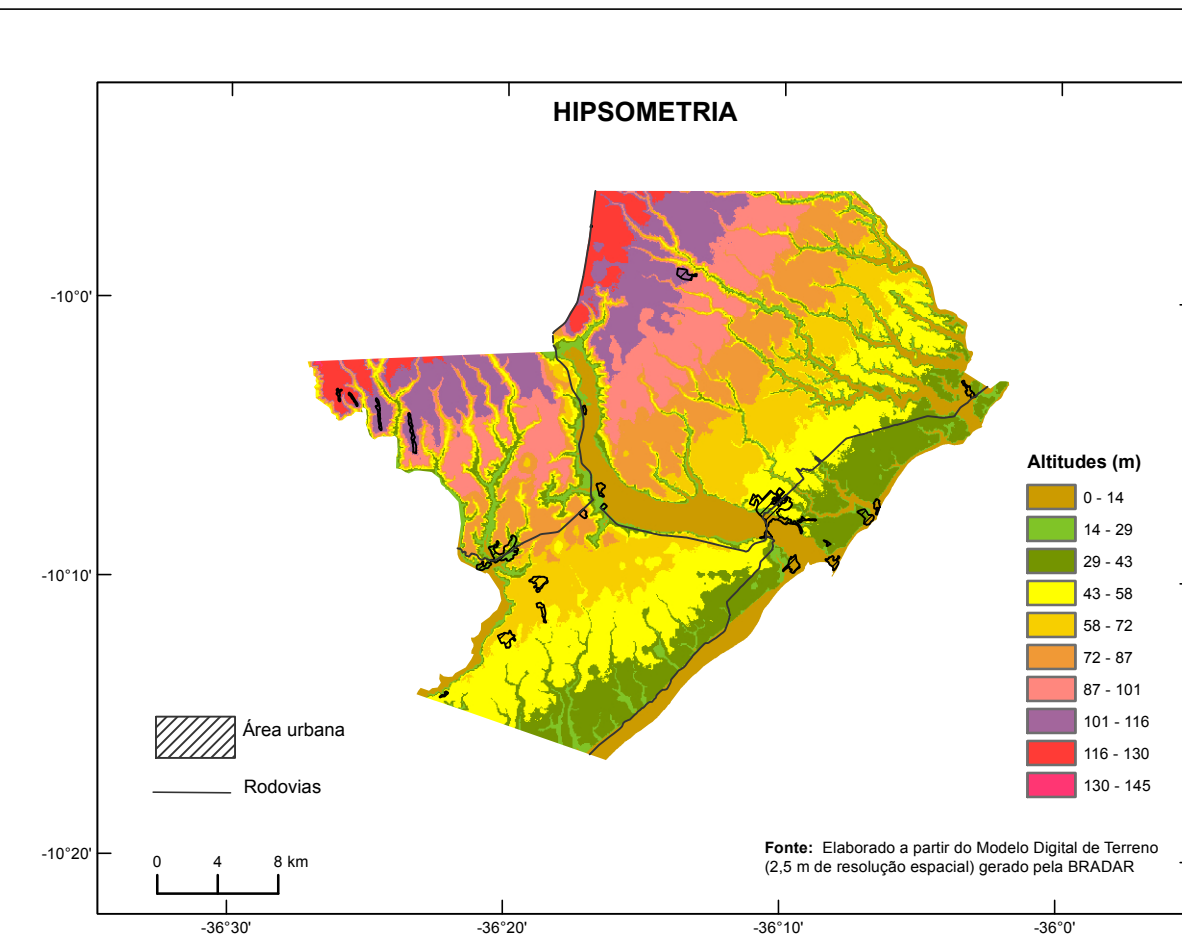 HIPSOMETRIA
-10°0'
-10°10'
-10°20'
Altitudes (m)
0 - 14
14 - 29
29 - 43
43 - 58
58 - 72
72 - 87
87 - 101
101 - 116
116 - 130
130 - 145
Área urbana
Rodovias
0 4 8 km
Fonte: Elaborado a partir do Modelo Digital de Terreno
(2,5 m de resolução espacial) gerado pela BRADAR
-36°30' -36°20' -36°10' -36°0'